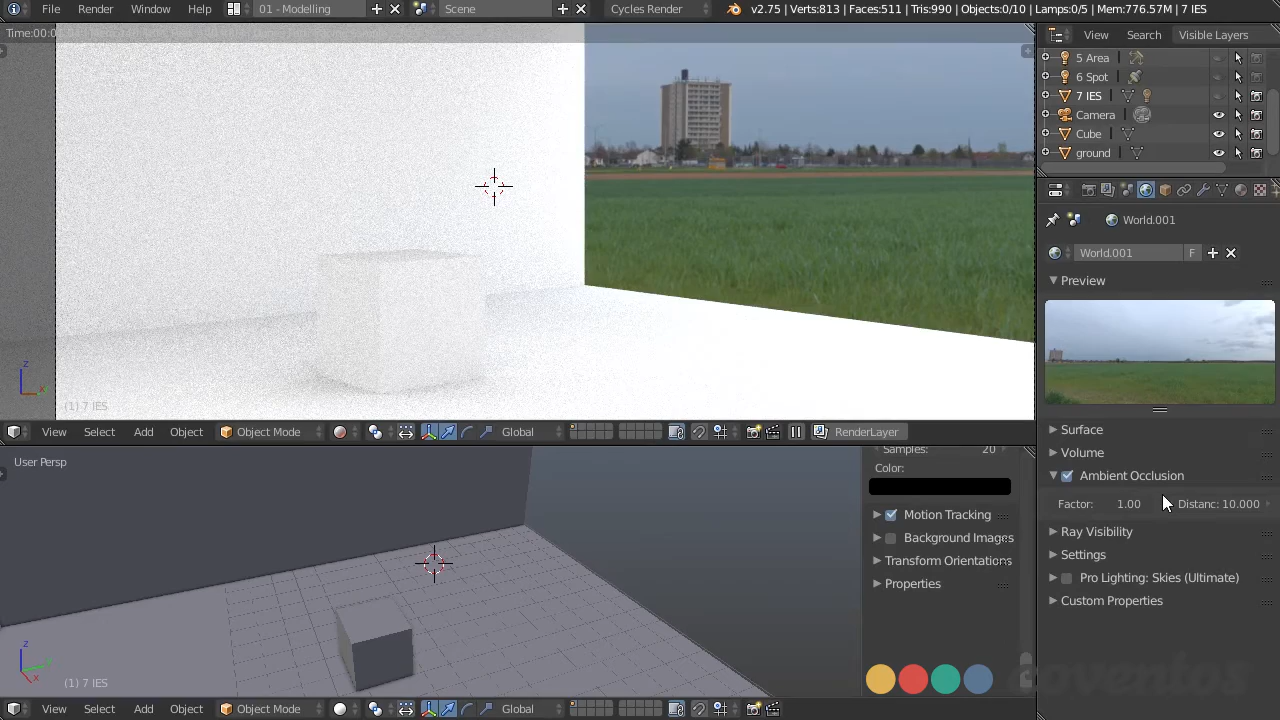 File Render Window Help 01 - Modelling Scene Cycles Render v2.75 | Verts:813 | Faces:511 | Tris:990 | Objects:0/10 | Lamps:0/5 | Mem:776.57M | 7 IES
View Search Visible Layers
5 Area
6 Spot
7 IES
Camera
Cube
ground
World.001
World.001 F
Preview
Surface
Volume
Ambient Occlusion
Factor: 1.00 Distanc: 10.000
Ray Visibility
Settings
Pro Lighting: Skies (Ultimate)
Custom Properties
z
x
(1) 7 IES
View Select Add Object Object Mode Global RenderLayer
User Persp
Samples: 20
Color:
Motion Tracking
Background Images
Transform Orientations
Properties
z
x
(1) 7 IES
View Select Add Object Object Mode Global